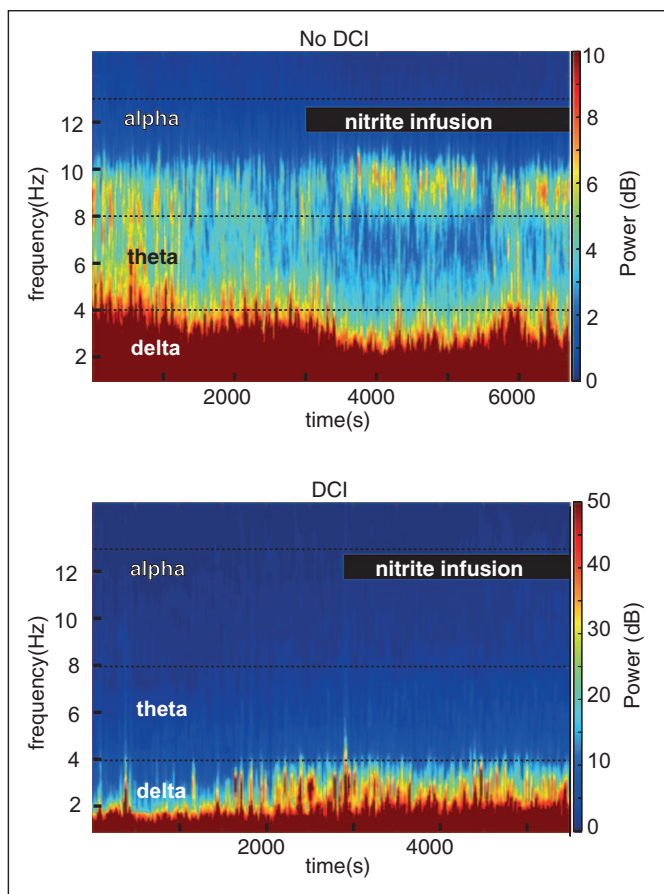 No DCI
12
10
8
6
4
2
frequency(Hz)
alpha
theta
delta
nitrite infusion
2000 4000 6000
time(s)
10
8
6
4
2
0
Power (dB)
DCI
12
10
8
6
4
2
frequency(Hz)
alpha
theta
delta
nitrite infusion
2000 4000
time(s)
50
40
30
20
10
0
Power (dB)